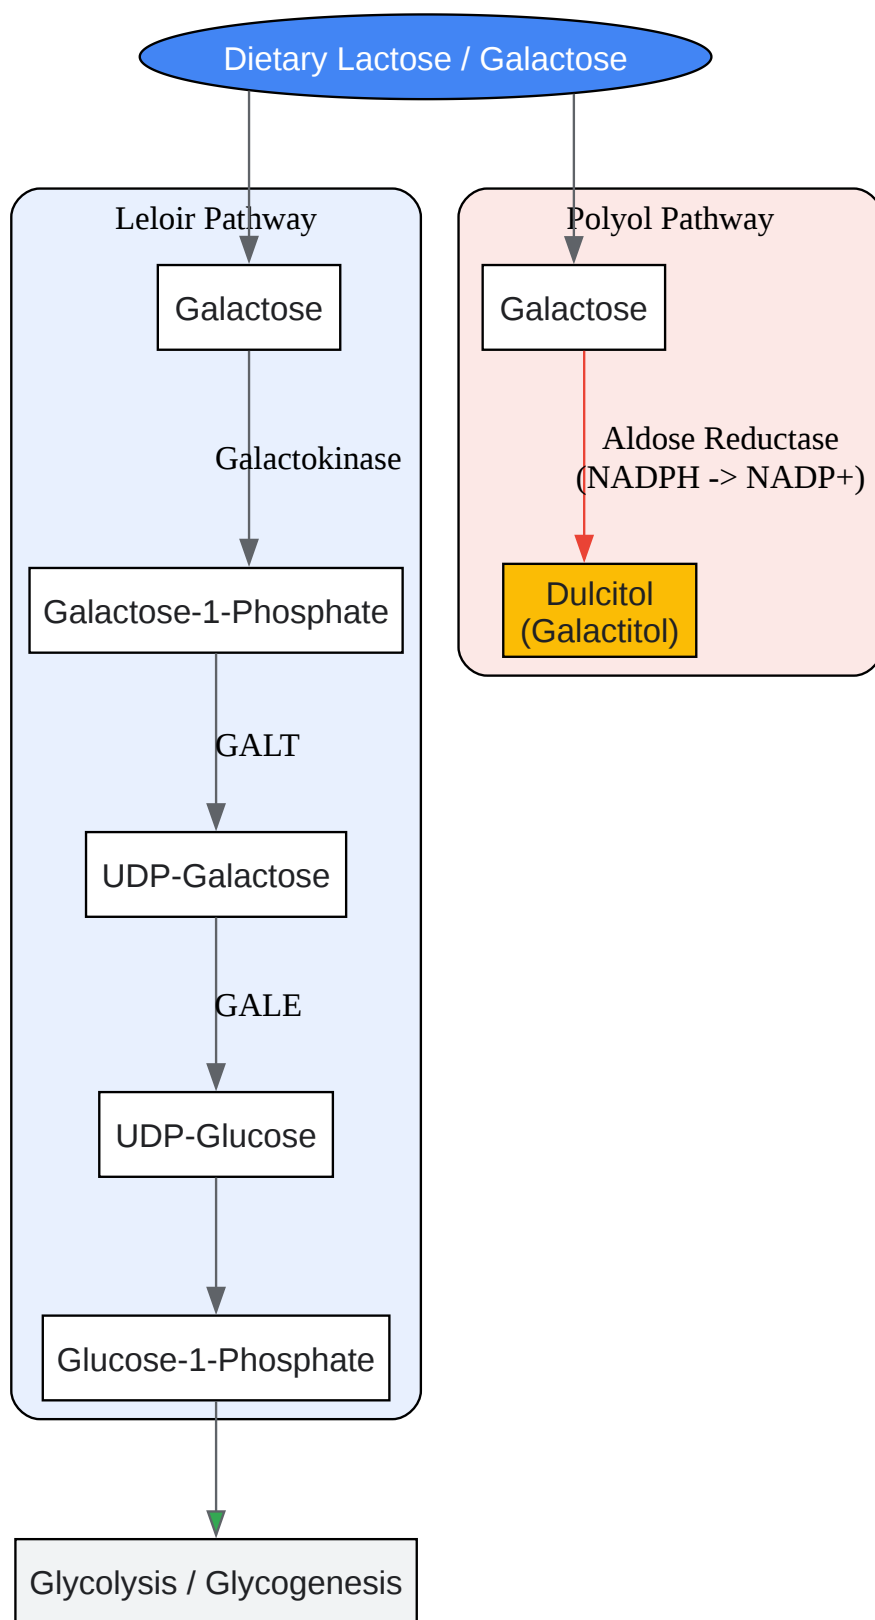 Dietary Lactose / Galactose
Leloir Pathway
Galactose
Galactokinase
Galactose-1-Phosphate
GALT
UDP-Galactose
GALE
UDP-Glucose
Glucose-1-Phosphate
Glycolysis / Glycogenesis
Polyol Pathway
Galactose
Aldose Reductase
(NADPH -> NADP+)
Dulcitol
(Galactitol)